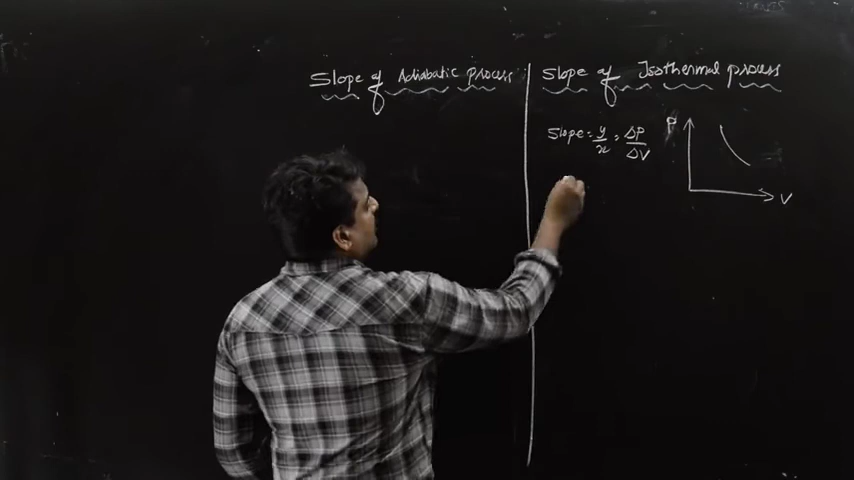 Slope of Adiabatic process
Slope of Isothermal process
Slope = y/x = ΔP/ΔV
P
V